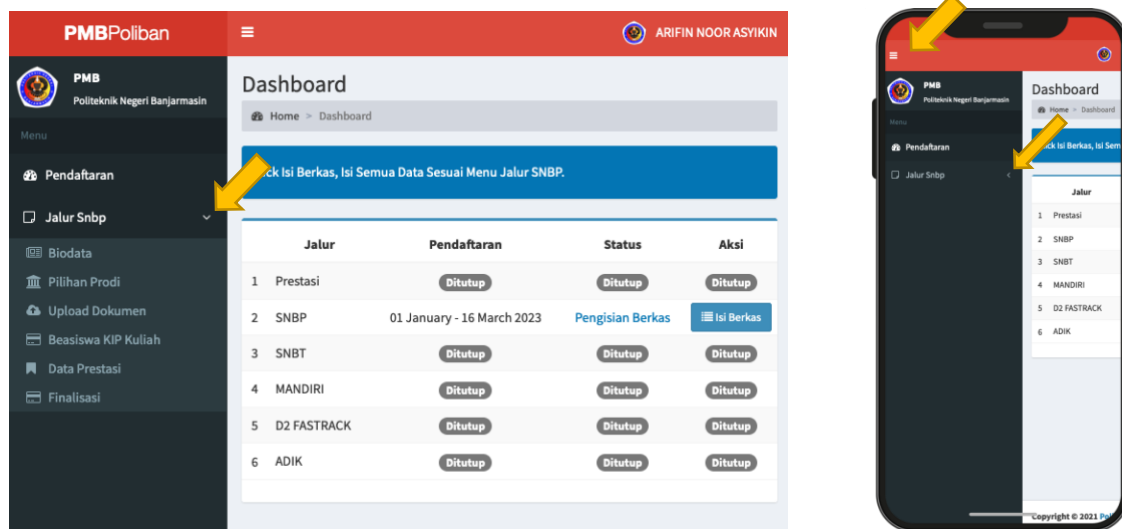 PMBPoliban
ARIFIN NOOR ASYIKIN
PMB
Politeknik Negeri Banjarmasin
Menu
Pendaftaran
Jalur Snbp
Biodata
Pilihan Prodi
Upload Dokumen
Beasiswa KIP Kuliah
Data Prestasi
Finalisasi
Dashboard
Home > Dashboard
Isi Berkas, Isi Semua Data Sesuai Menu Jalur SNBP.
Jalur Pendaftaran Status Aksi
1 Prestasi Ditutup Ditutup Ditutup
2 SNBP 01 January - 16 March 2023 Pengisian Berkas Isi Berkas
3 SNBT Ditutup Ditutup Ditutup
4 MANDIRI Ditutup Ditutup Ditutup
5 D2 FASTRACK Ditutup Ditutup Ditutup
6 ADIK Ditutup Ditutup Ditutup
PMB
Politeknik Negeri Banjarmasin
Menu
Pendaftaran
Jalur Snbp
Dashboard
Home > Dashboard
Isi Berkas, Isi Sem
Jalur
1 Prestasi
2 SNBP
3 SNBT
4 MANDIRI
5 D2 FASTRACK
6 ADIK
Copyright © 2021